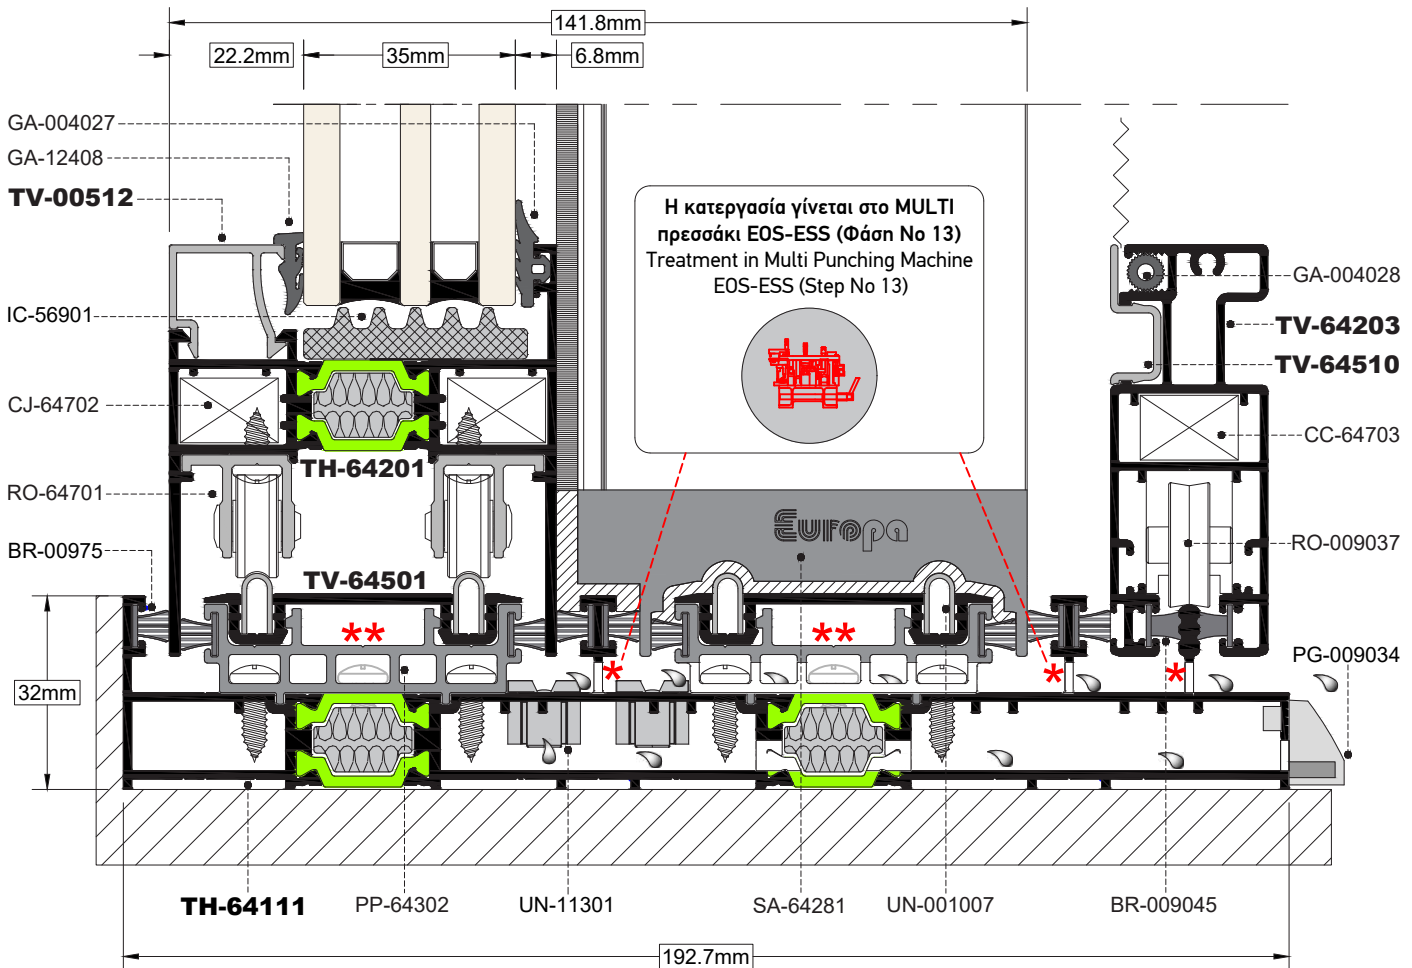 141.8mm
22.2mm
35mm
6.8mm
GA-004027
GA-12408
TV-00512
IC-56901
CJ-64702
RO-64701
BR-00975
32mm
Η κατεργασία γίνεται στο MULTI
πρεσσάκι EOS-ESS (Φάση Νο 13)
Treatment in Multi Punching Machine
EOS-ESS (Step No 13)
TH-64201
TV-64501
Europa
**
**
*
*
*
GA-004028
TV-64203
TV-64510
CC-64703
RO-009037
PG-009034
TH-64111
PP-64302
UN-11301
SA-64281
UN-001007
BR-009045
192.7mm